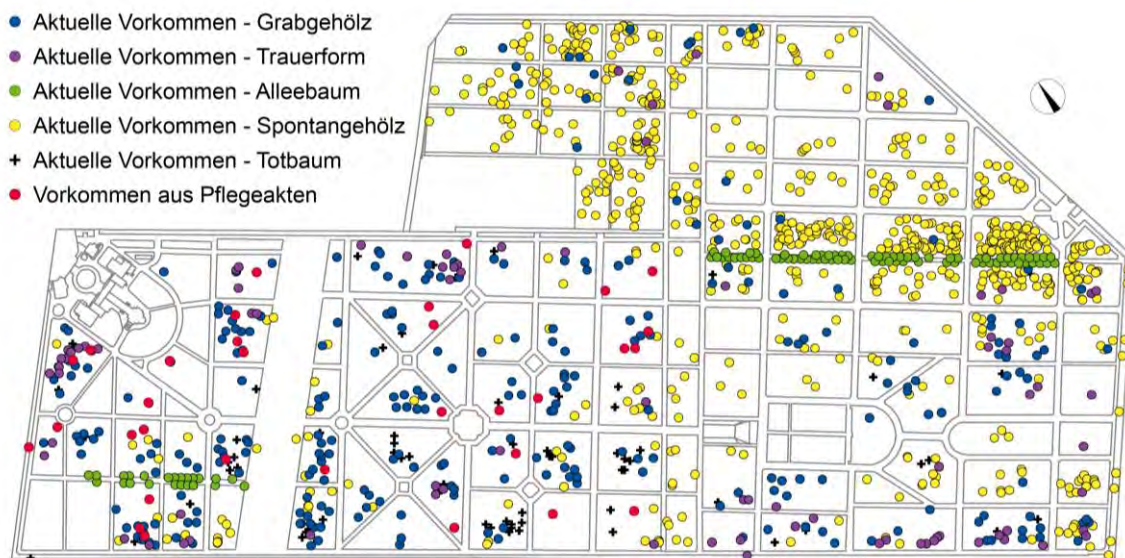 Aktuelle Vorkommen - Grabgehölz
Aktuelle Vorkommen - Trauerform
Aktuelle Vorkommen - Alleebaum
Aktuelle Vorkommen - Spontangehölz
Aktuelle Vorkommen - Totbaum
Vorkommen aus Pflegeakten